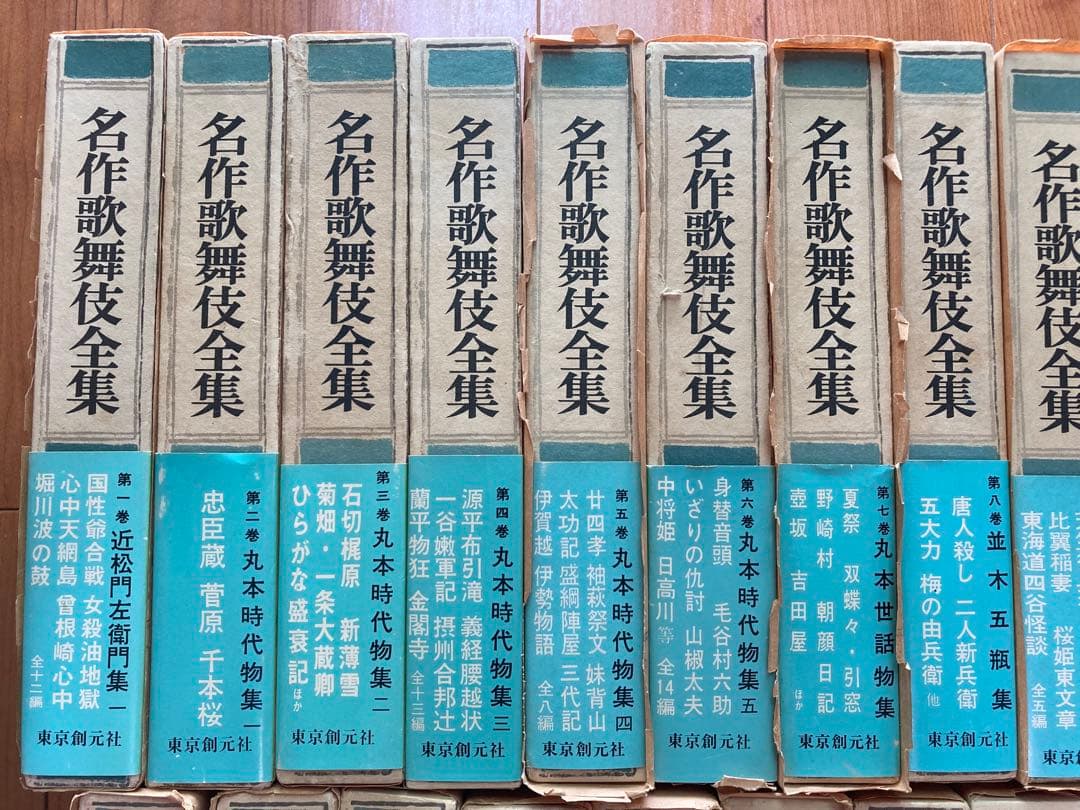 名作歌舞伎全集
第一巻 近松門左衛門集 一
国性爺合戦 女殺油地獄
心中天網島 曾根崎心中
堀川波の鼓 全十二編
東京創元社
名作歌舞伎全集
第二巻 丸本時代物集 一
忠臣蔵 菅原 千本桜
東京創元社
名作歌舞伎全集
第三巻 丸本時代物集 二
石切梶原 新薄雪
菊畑・一条大蔵卿
ひらがな盛衰記 ほか
東京創元社
名作歌舞伎全集
第四巻 丸本時代物集 三
源平布引滝 義経腰越状
一谷嫩軍記 摂州合邦辻
蘭平物狂 金閣寺 全十三編
東京創元社
名作歌舞伎全集
第五巻 丸本時代物集 四
廿四孝 袖萩祭文 妹背山
太功記 盛綱陣屋 三代記
伊賀越 伊勢物語 全八編
東京創元社
名作歌舞伎全集
第六巻 丸本時代物集 五
身替音頭 毛谷村六助
いざりの仇討 山椒太夫
中将姫 日高川 等 全14編
東京創元社
名作歌舞伎全集
第七巻 丸本世話物集
夏祭 双蝶々・引窓
野崎村 朝顔日記
壺坂 吉田屋 ほか
東京創元社
名作歌舞伎全集
第八巻 並木五瓶集
唐人殺し 二人新兵衛
五大力 梅の由兵衛 他
東京創元社
名作歌舞伎全集
比翼稲妻 桜姫東文章
東海道四谷怪談 全五編
東京創